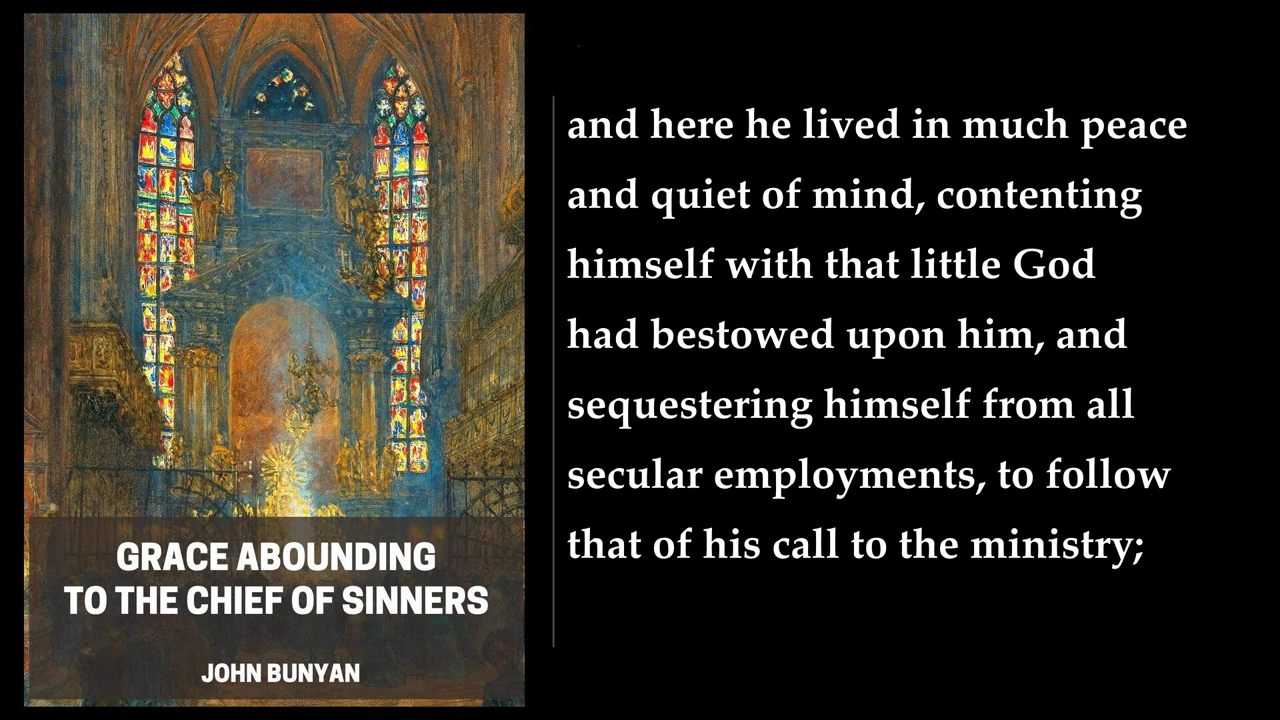 GRACE ABOUNDING
TO THE CHIEF OF SINNERS
JOHN BUNYAN
and here he lived in much peace
and quiet of mind, contenting
himself with that little God
had bestowed upon him, and
sequestering himself from all
secular employments, to follow
that of his call to the ministry;